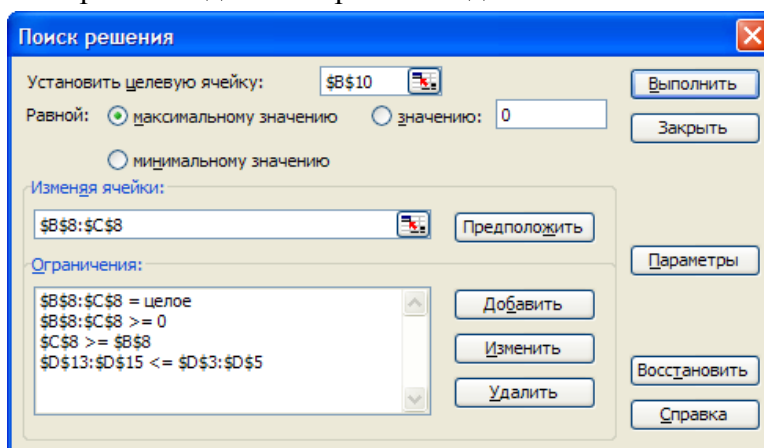 Поиск решения
Установить целевую ячейку: $B$10
Выполнить
Равной: максимальному значению значению: 0
Закрыть
минимальному значению
Изменяя ячейки:
$B$8:$C$8
Предположить
Параметры
Ограничения:
$B$8:$C$8 = целое
$B$8:$C$8 >= 0
$C$8 >= $B$8
$D$13:$D$15 <= $D$3:$D$5
Добавить
Изменить
Удалить
Восстановить
Справка